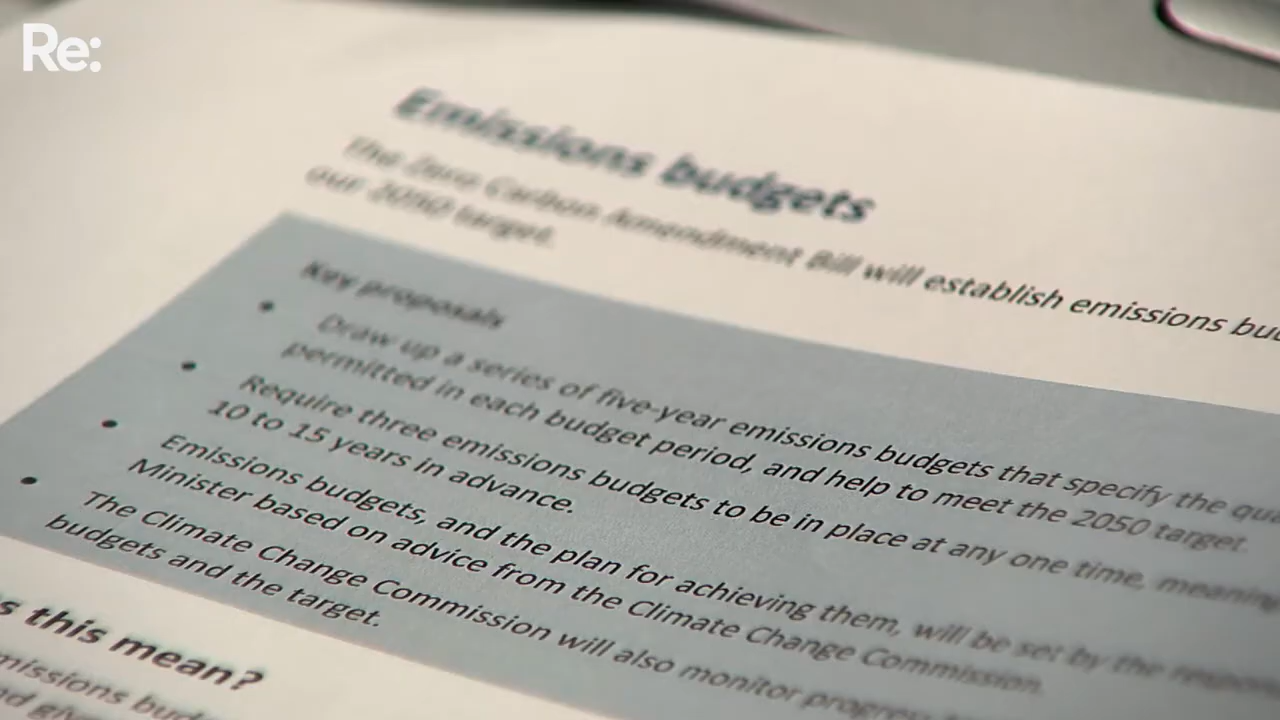 Re:
Emissions budgets
The Zero Carbon Amendment Bill will establish emissions bu
our 2050 target.
Key proposals
• Draw up a series of five-year emissions budgets that specify the qua
permitted in each budget period, and help to meet the 2050 target.
• Require three emissions budgets to be in place at any one time, meaning
10 to 15 years in advance.
• Emissions budgets, and the plan for achieving them, will be set by the respon
Minister based on advice from the Climate Change Commission.
• The Climate Change Commission will also monitor progress
budgets and the target.
s this mean?
missions bud
nd give